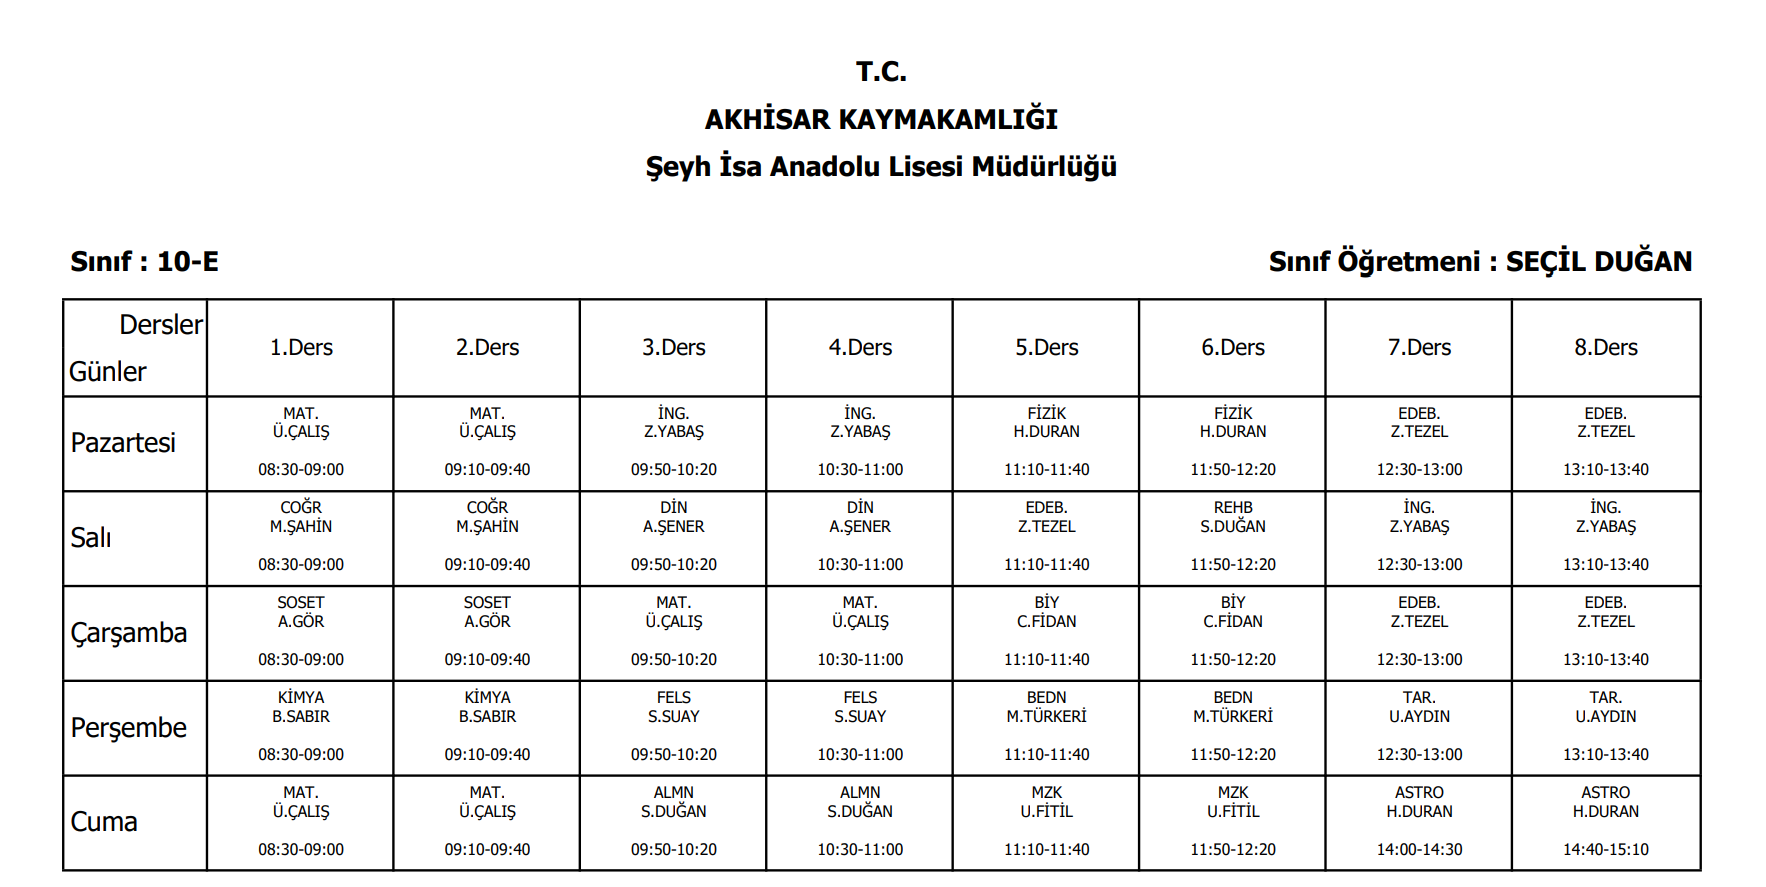 T.C.
AKHİSAR KAYMAKAMLIĞI
Şeyh İsa Anadolu Lisesi Müdürlüğü
Sınıf : 10-E Sınıf Öğretmeni : SEÇİL DUĞAN
Dersler
Günler 1.Ders 2.Ders 3.Ders 4.Ders 5.Ders 6.Ders 7.Ders 8.Ders
Pazartesi
MAT. MAT. İNG. İNG. FİZİK FİZİK EDEB. EDEB.
Ü.ÇALIŞ Ü.ÇALIŞ Z.YABAŞ Z.YABAŞ H.DURAN H.DURAN Z.TEZEL Z.TEZEL
08:30-09:00 09:10-09:40 09:50-10:20 10:30-11:00 11:10-11:40 11:50-12:20 12:30-13:00 13:10-13:40
Salı
COĞR COĞR DİN DİN EDEB. REHB İNG. İNG.
M.ŞAHİN M.ŞAHİN A.ŞENER A.ŞENER Z.TEZEL S.DUĞAN Z.YABAŞ Z.YABAŞ
08:30-09:00 09:10-09:40 09:50-10:20 10:30-11:00 11:10-11:40 11:50-12:20 12:30-13:00 13:10-13:40
Çarşamba
SOSET SOSET MAT. MAT. BİY BİY EDEB. EDEB.
A.GÖR A.GÖR Ü.ÇALIŞ Ü.ÇALIŞ C.FİDAN C.FİDAN Z.TEZEL Z.TEZEL
08:30-09:00 09:10-09:40 09:50-10:20 10:30-11:00 11:10-11:40 11:50-12:20 12:30-13:00 13:10-13:40
Perşembe
KİMYA KİMYA FELS FELS BEDN BEDN TAR. TAR.
B.SABIR B.SABIR S.SUAY S.SUAY M.TÜRKERİ M.TÜRKERİ U.AYDIN U.AYDIN
08:30-09:00 09:10-09:40 09:50-10:20 10:30-11:00 11:10-11:40 11:50-12:20 12:30-13:00 13:10-13:40
Cuma
MAT. MAT. ALMN ALMN MZK MZK ASTRO ASTRO
Ü.ÇALIŞ Ü.ÇALIŞ S.DUĞAN S.DUĞAN U.FİTİL U.FİTİL H.DURAN H.DURAN
08:30-09:00 09:10-09:40 09:50-10:20 10:30-11:00 11:10-11:40 11:50-12:20 14:00-14:30 14:40-15:10